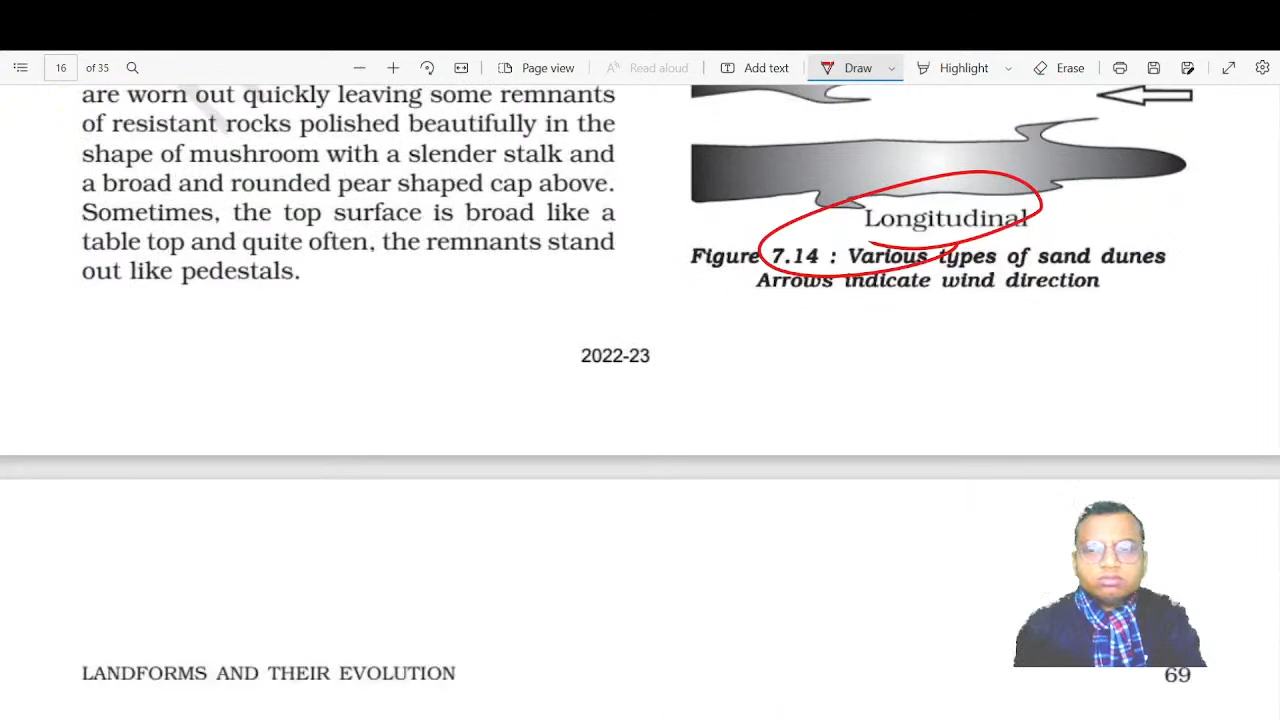 16 of 35 Page view Read aloud Add text Draw Highlight Erase
are worn out quickly leaving some remnants
of resistant rocks polished beautifully in the
shape of mushroom with a slender stalk and
a broad and rounded pear shaped cap above.
Sometimes, the top surface is broad like a
table top and quite often, the remnants stand
out like pedestals.
Longitudinal
Figure 7.14 : Various types of sand dunes
Arrows indicate wind direction
2022-23
LANDFORMS AND THEIR EVOLUTION 69